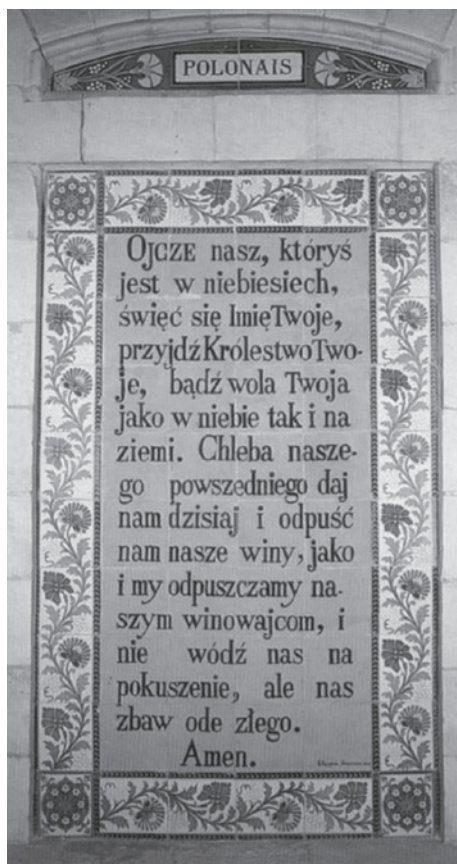 POLONAIS
OJCZE nasz, któryś
jest w niebiesiech,
święć się Imię Twoje,
przyjdź Królestwo Two-
je, bądź wola Twoja
jako w niebie tak i na
ziemi. Chleba nasze-
go powszedniego daj
nam dzisiaj i odpuść
nam nasze winy, jako
i my odpuszczamy na-
szym winowajcom, i
nie wódź nas na
pokuszenie, ale nas
zbaw ode złego.
Amen.